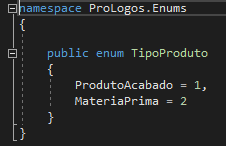 namespace ProLogos.Enums
{
public enum TipoProduto
{
ProdutoAcabado = 1,
MateriaPrima = 2
}
}